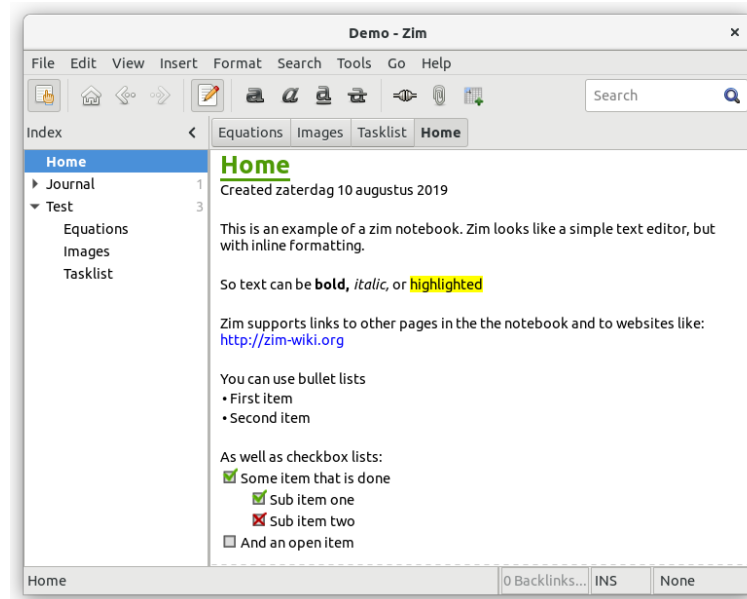 Demo - Zim
File Edit View Insert Format Search Tools Go Help
a a a a Search
Index
Equations Images Tasklist Home
Home
Journal 1
Test 3
Equations
Images
Tasklist
Home
Created zaterdag 10 augustus 2019
This is an example of a zim notebook. Zim looks like a simple text editor, but
with inline formatting.
So text can be bold, italic, or highlighted
Zim supports links to other pages in the the notebook and to websites like:
http://zim-wiki.org
You can use bullet lists
• First item
• Second item
As well as checkbox lists:
Some item that is done
Sub item one
Sub item two
And an open item
Home 0 Backlinks... INS None